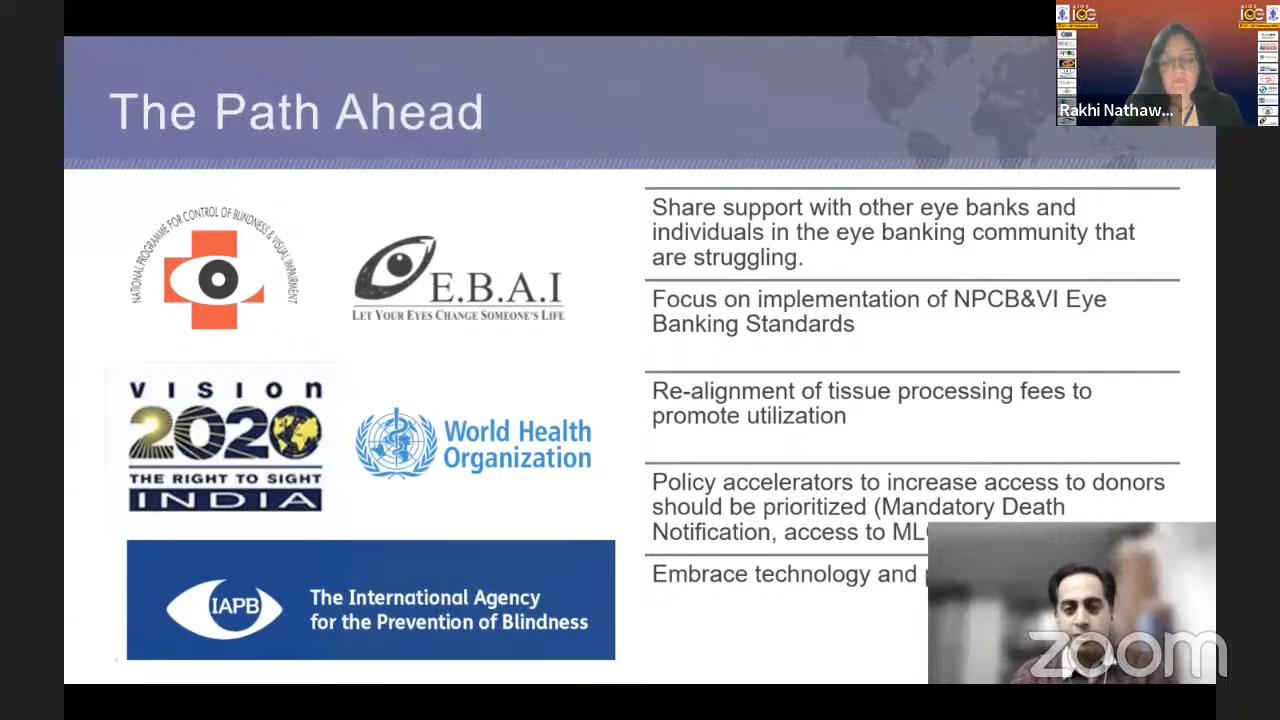 The Path Ahead
Rakhi Nathaw...
NATIONAL PROGRAMME FOR CONTROL OF BLINDNESS & VISUAL IMPAIRMENT
E.B.A.I
LET YOUR EYES CHANGE SOMEONE'S LIFE
VISION
2020
THE RIGHT TO SIGHT
INDIA
World Health
Organization
IAPB
The International Agency
for the Prevention of Blindness
Share support with other eye banks and
individuals in the eye banking community that
are struggling.
Focus on implementation of NPCB&VI Eye
Banking Standards
Re-alignment of tissue processing fees to
promote utilization
Policy accelerators to increase access to donors
should be prioritized (Mandatory Death
Notification, access to
Embrace technology and
zoom